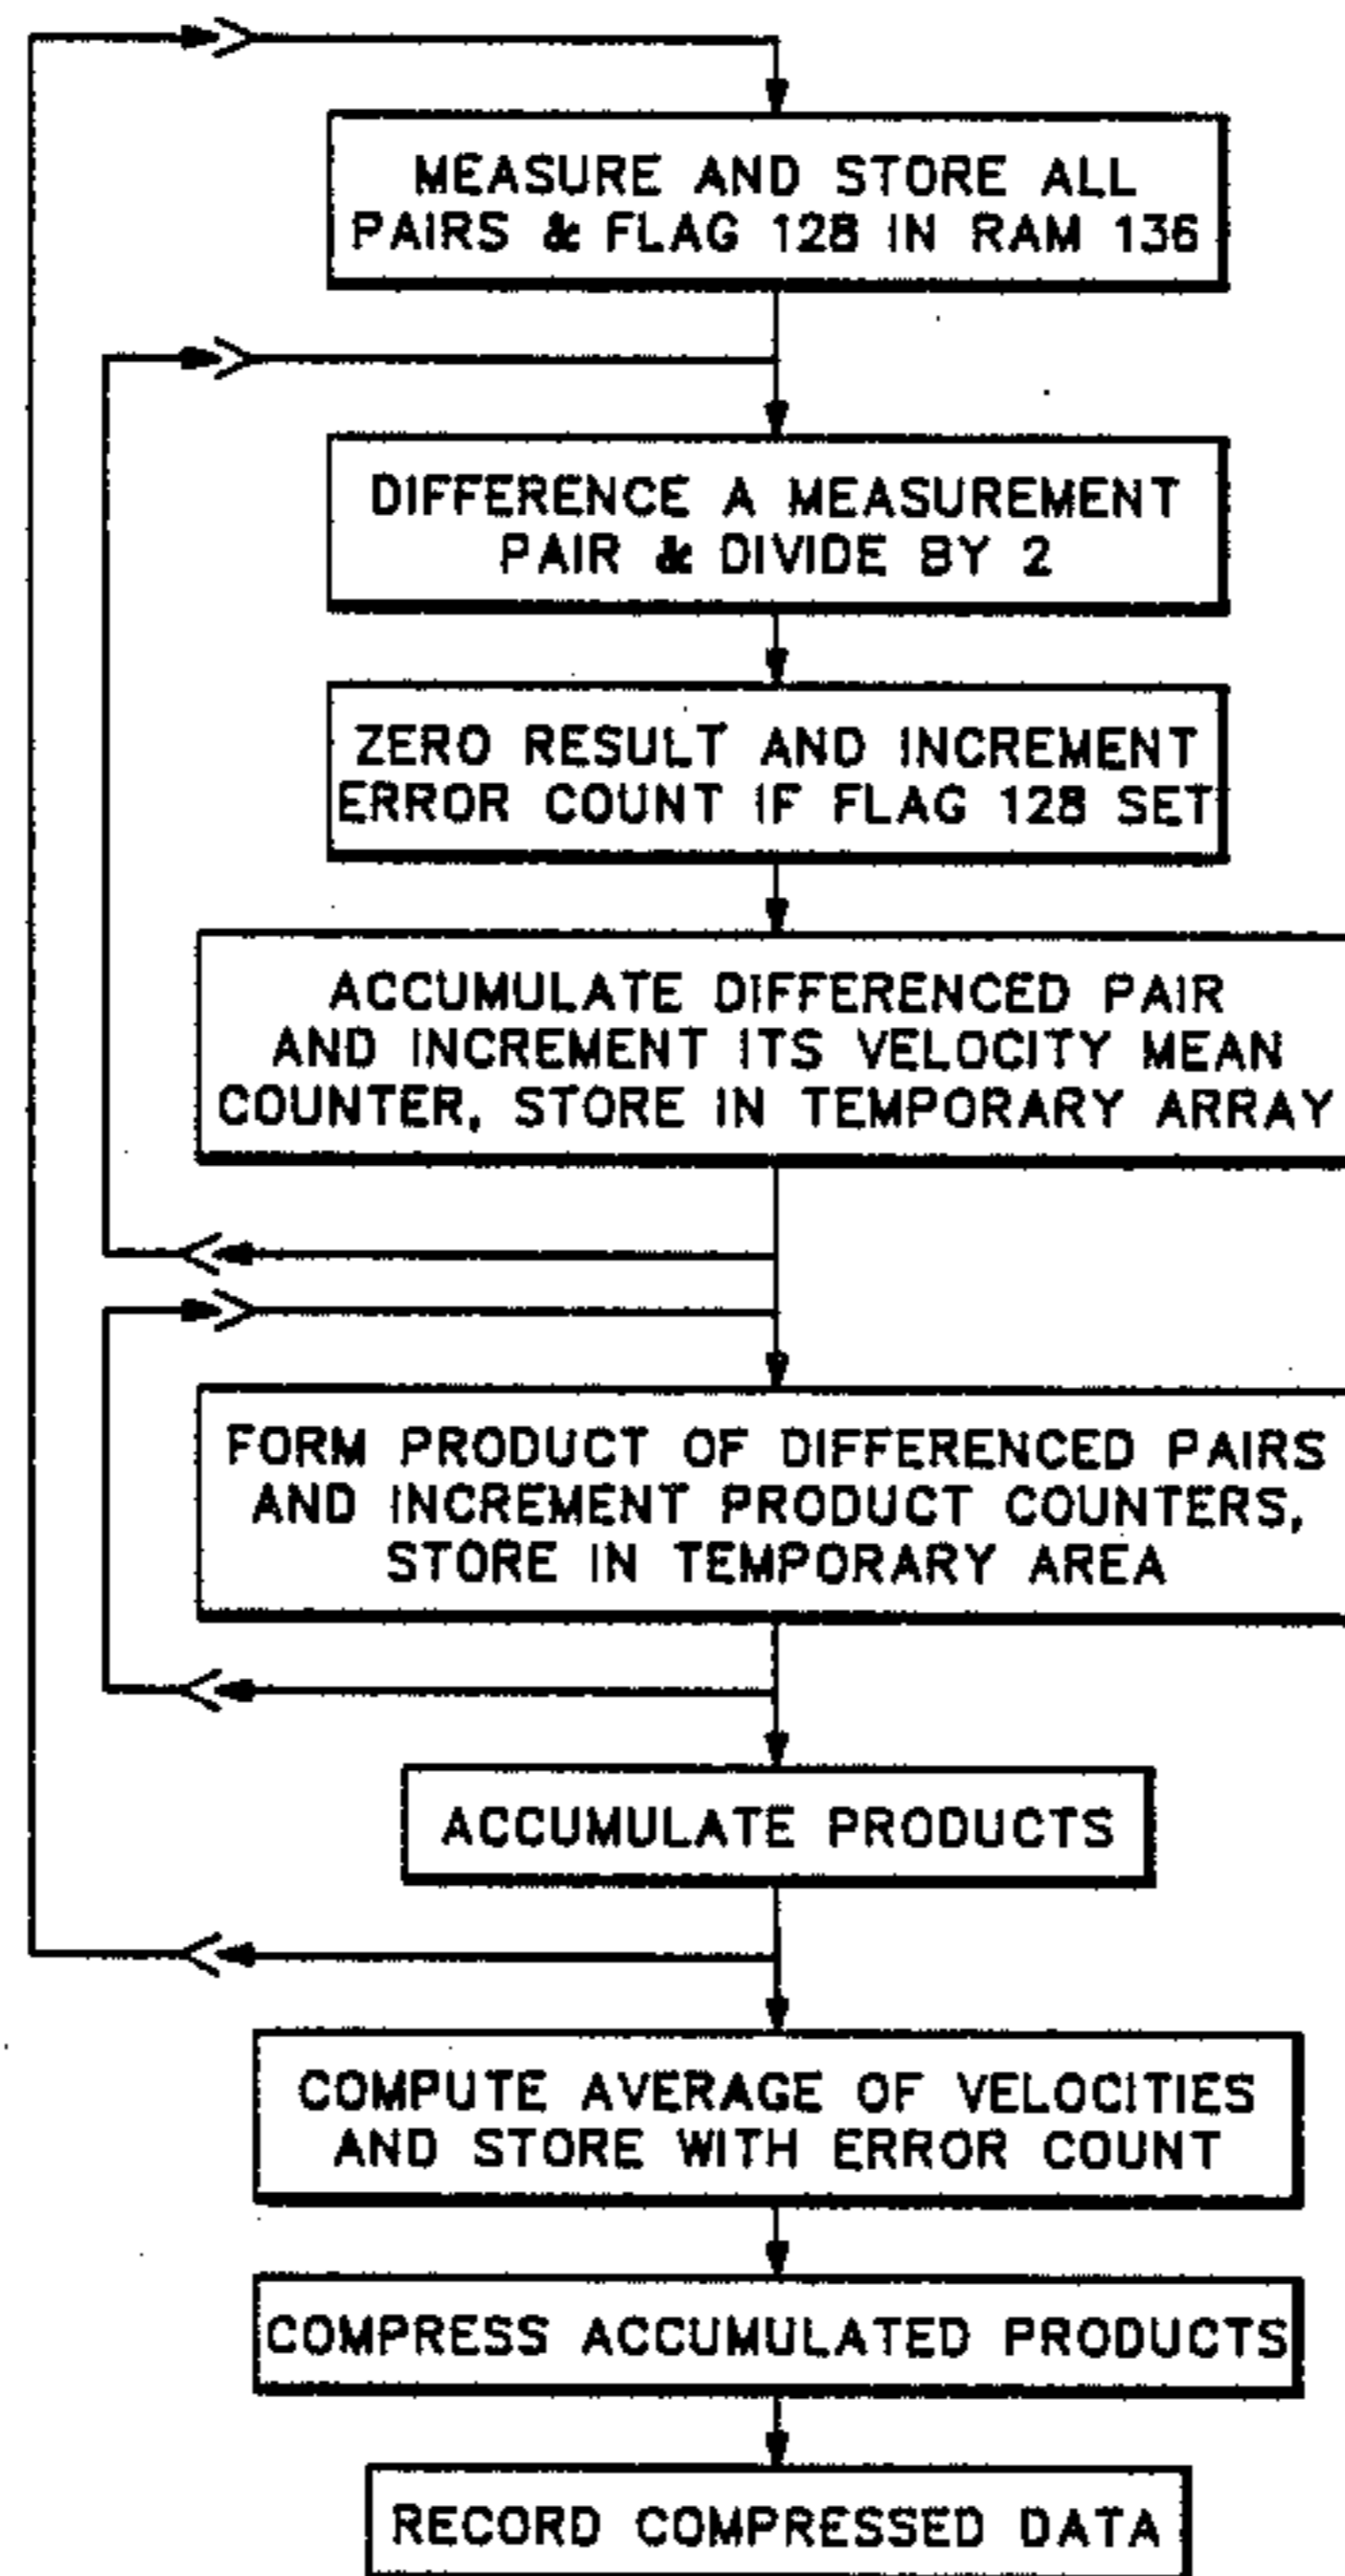 MEASURE AND STORE ALL
PAIRS & FLAG 128 IN RAM 136
DIFFERENCE A MEASUREMENT
PAIR & DIVIDE BY 2
ZERO RESULT AND INCREMENT
ERROR COUNT IF FLAG 128 SET
ACCUMULATE DIFFERENCED PAIR
AND INCREMENT ITS VELOCITY MEAN
COUNTER, STORE IN TEMPORARY ARRAY
FORM PRODUCT OF DIFFERENCED PAIRS
AND INCREMENT PRODUCT COUNTERS,
STORE IN TEMPORARY AREA
ACCUMULATE PRODUCTS
COMPUTE AVERAGE OF VELOCITIES
AND STORE WITH ERROR COUNT
COMPRESS ACCUMULATED PRODUCTS
RECORD COMPRESSED DATA